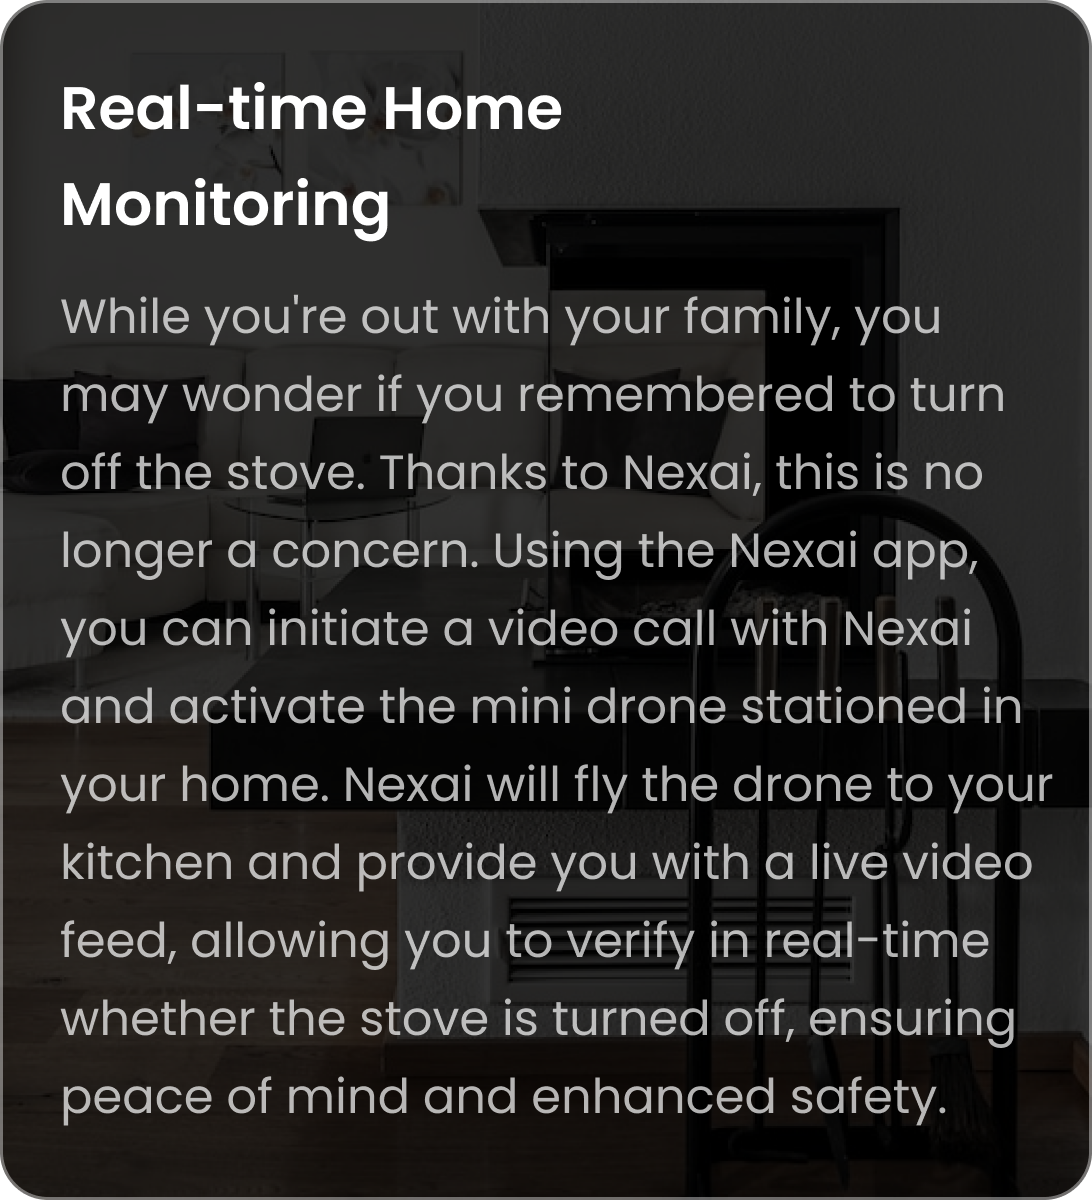 Real-time Home
Monitoring
While you're out with your family, you
may wonder if you remembered to turn
off the stove. Thanks to Nexai, this is no
longer a concern. Using the Nexai app,
you can initiate a video call with Nexai
and activate the mini drone stationed in
your home. Nexai will fly the drone to your
kitchen and provide you with a live video
feed, allowing you to verify in real-time
whether the stove is turned off, ensuring
peace of mind and enhanced safety.